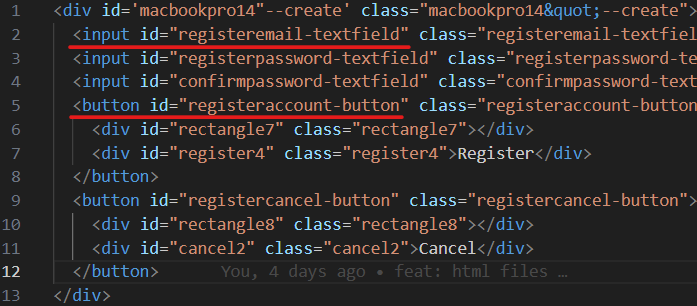 1 <div id='macbookpro14"--create' class="macbookpro14&quot;--create">
2 <input id="registeremail-textfield" class="registeremail-textfiel
3 <input id="registerpassword-textfield" class="registerpassword-te
4 <input id="confirmpassword-textfield" class="confirmpassword-text
5 <button id="registeraccount-button" class="registeraccount-button
6 <div id="rectangle7" class="rectangle7"></div>
7 <div id="register4" class="register4">Register</div>
8 </button>
9 <button id="registercancel-button" class="registercancel-button">
10 <div id="rectangle8" class="rectangle8"></div>
11 <div id="cancel2" class="cancel2">Cancel</div>
12 </button> You, 4 days ago • feat: html files …
13 </div>